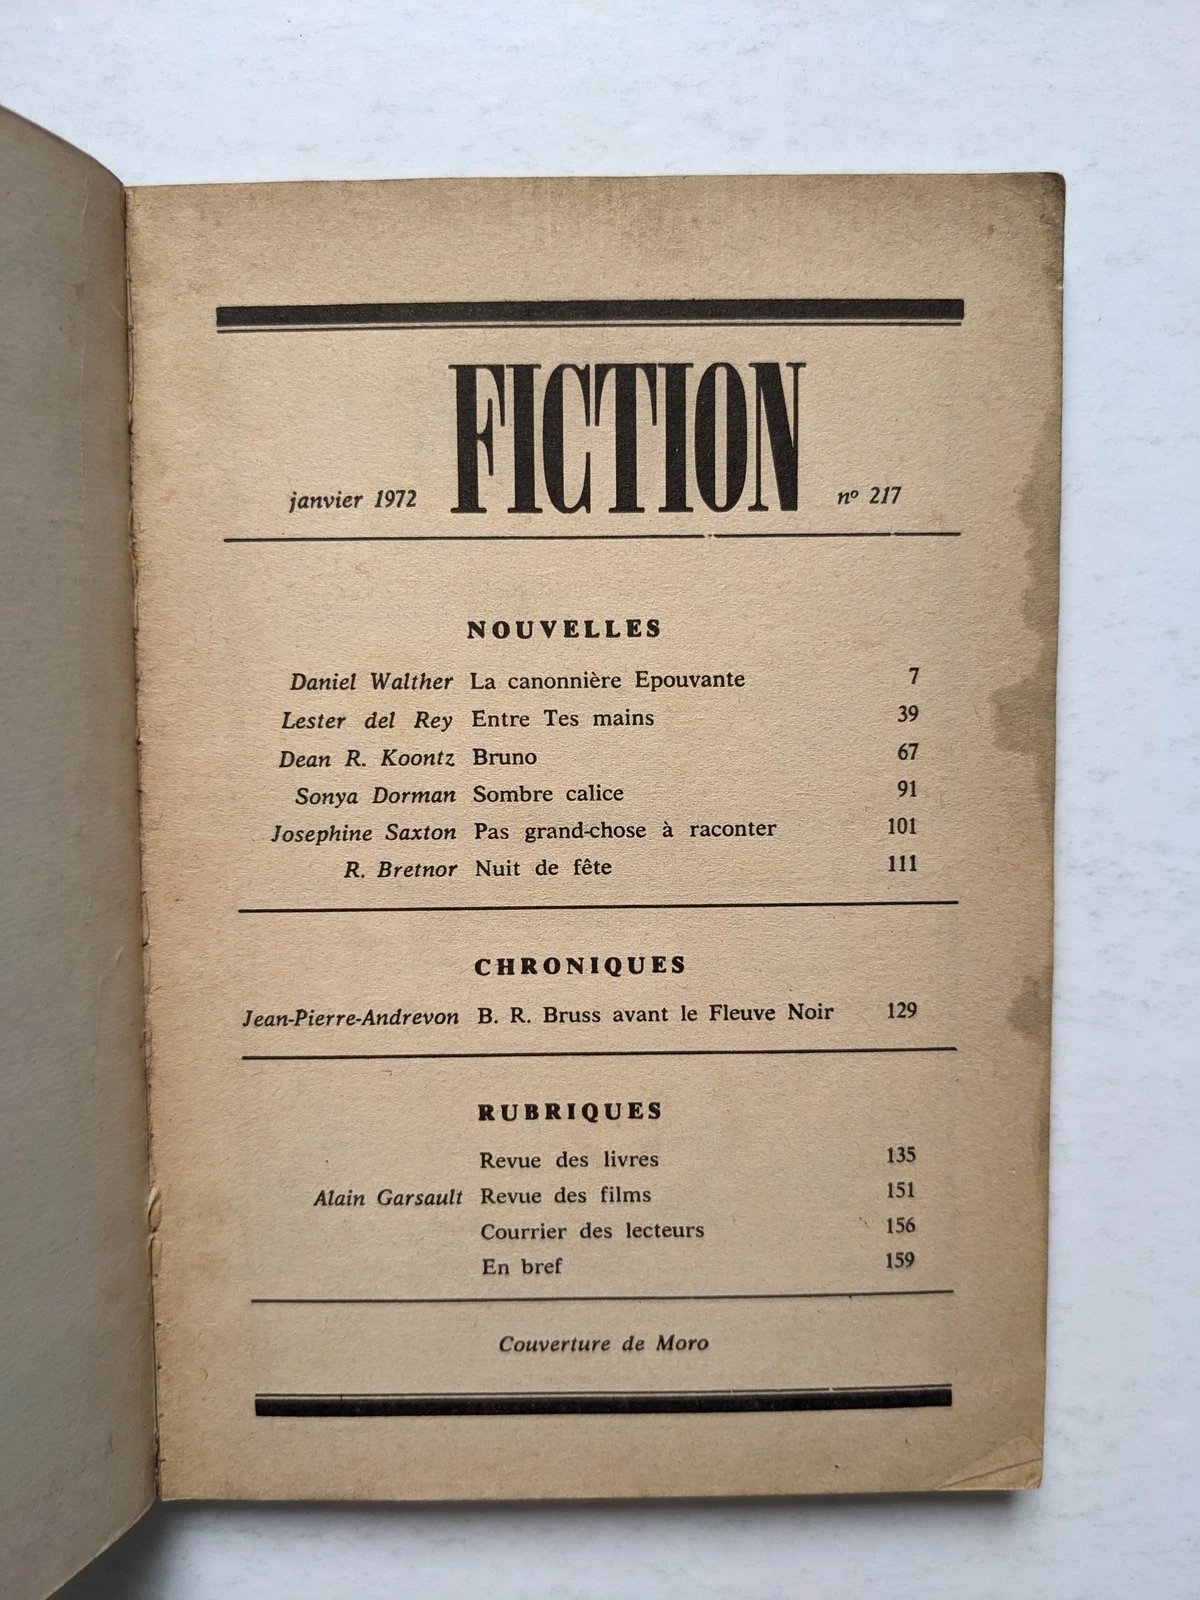 FICTION
janvier 1972 nº 217
NOUVELLES
Daniel Walther La canonnière Epouvante 7
Lester del Rey Entre Tes mains 39
Dean R. Koontz Bruno 67
Sonya Dorman Sombre calice 91
Josephine Saxton Pas grand-chose à raconter 101
R. Bretnor Nuit de fête 111
CHRONIQUES
Jean-Pierre-Andrevon B. R. Bruss avant le Fleuve Noir 129
RUBRIQUES
Revue des livres 135
Alain Garsault Revue des films 151
Courrier des lecteurs 156
En bref 159
Couverture de Moro